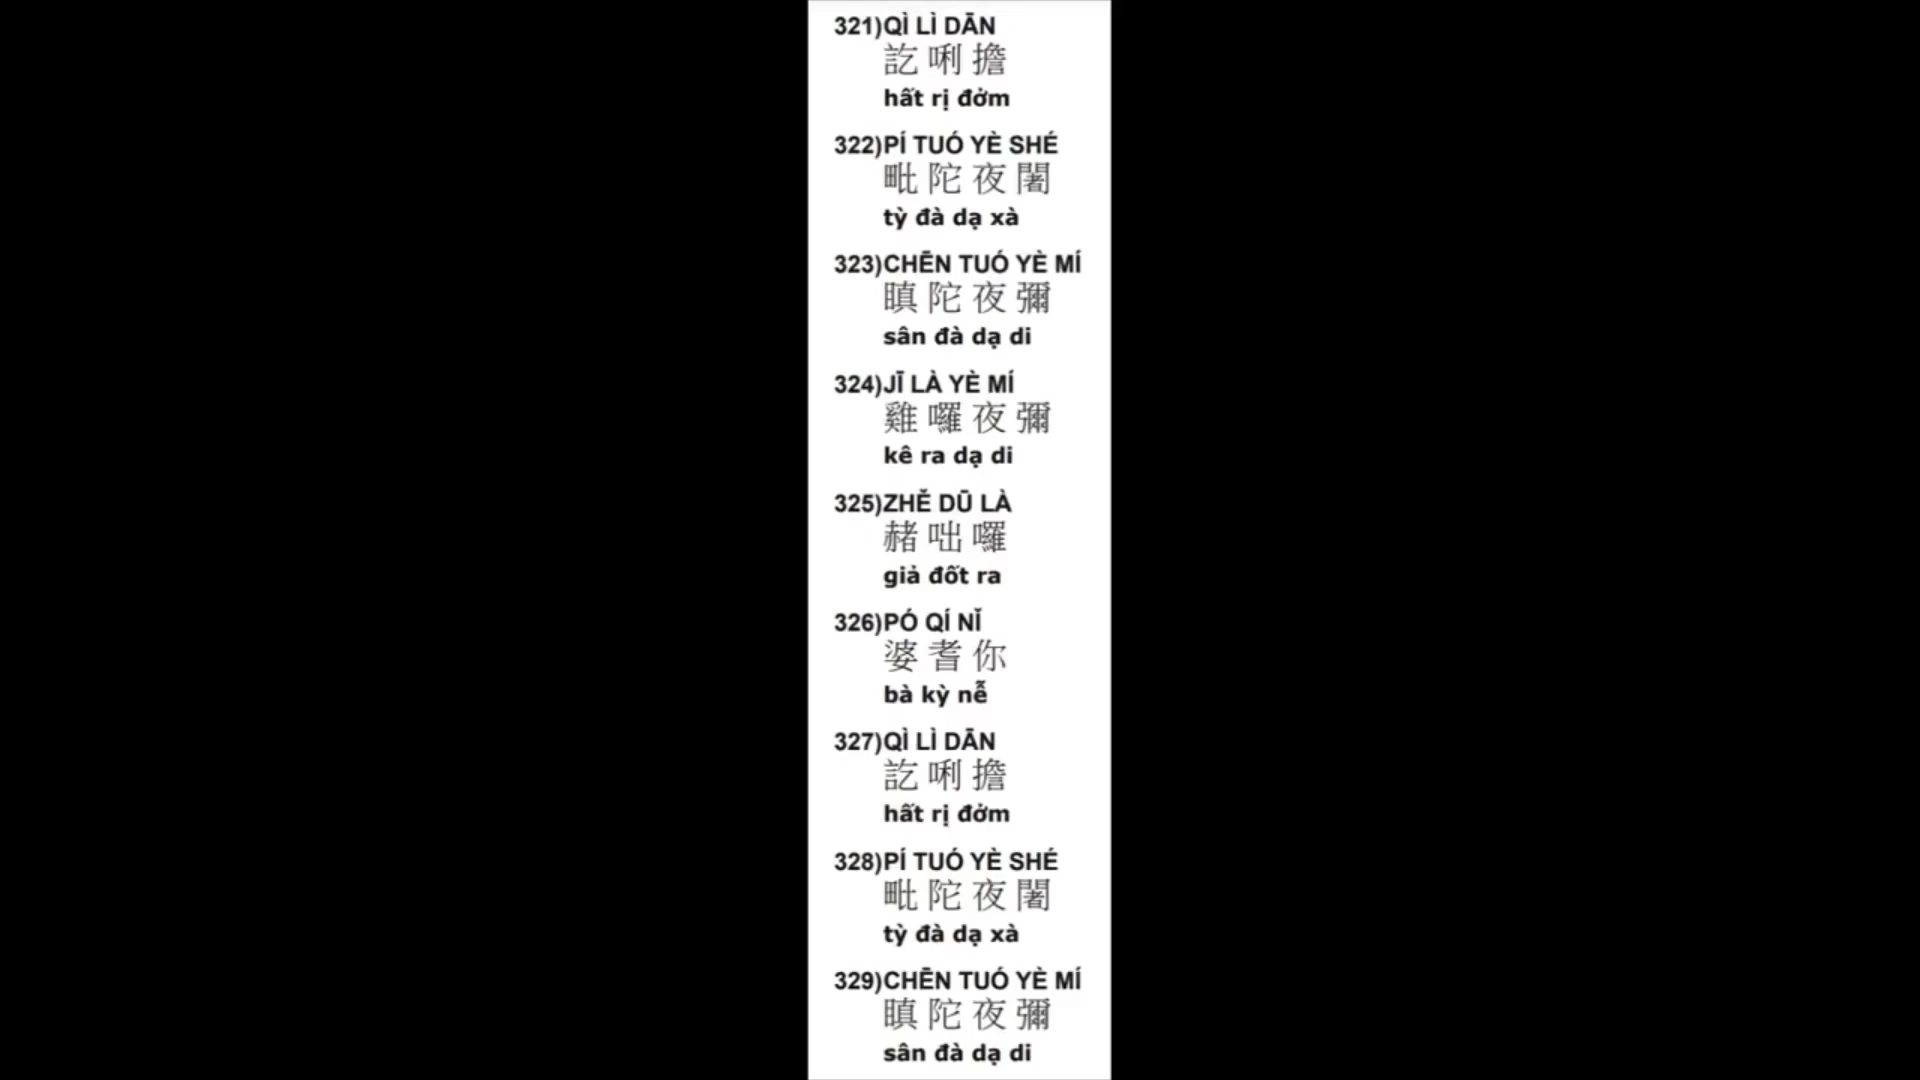 321)QÌ LÌ DĀN
訖 唎 擔
hất rị đởm
322)PÍ TUÓ YÈ SHÉ
毗 陀 夜 闍
tỳ đà dạ xà
323)CHĒN TUÓ YÈ MÍ
瞋 陀 夜 彌
sân đà dạ di
324)JĪ LÀ YÈ MÍ
雞 囉 夜 彌
kê ra dạ di
325)ZHĚ DŪ LÀ
赭 咄 囉
giả đốt ra
326)PÓ QÍ NǏ
婆 耆 你
bà kỳ nễ
327)QÌ LÌ DĀN
訖 唎 擔
hất rị đởm
328)PÍ TUÓ YÈ SHÉ
毗 陀 夜 闍
tỳ đà dạ xà
329)CHĒN TUÓ YÈ MÍ
瞋 陀 夜 彌
sân đà dạ di